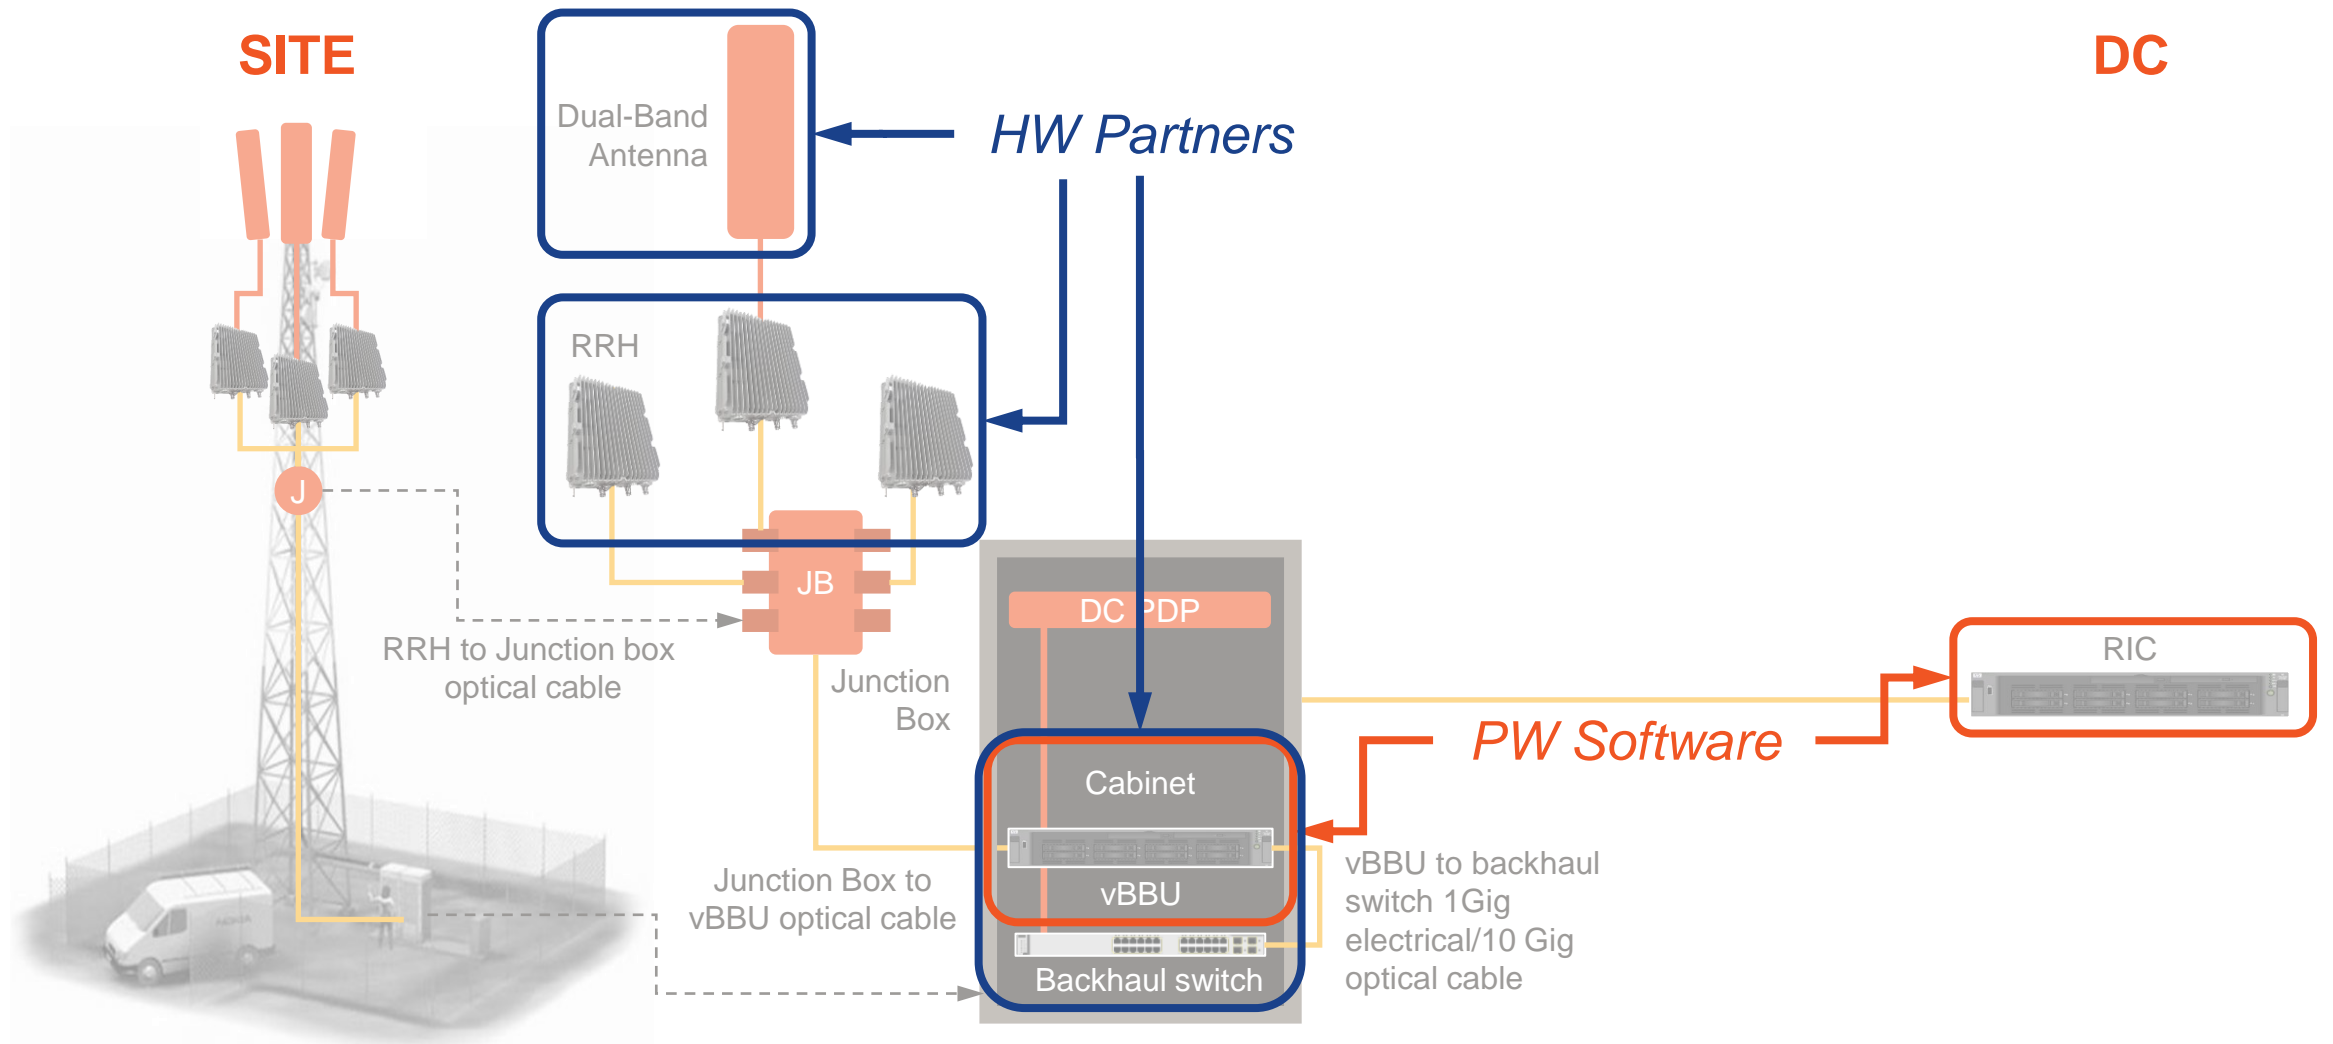 SITE
DC
Dual-Band
Antenna
HW Partners
RRH
J
JB
DC PDP
RRH to Junction box
optical cable
Junction
Box
RIC
PW Software
Cabinet
vBBU
Junction Box to
vBBU optical cable
vBBU to backhaul
switch 1Gig
electrical/10 Gig
optical cable
Backhaul switch